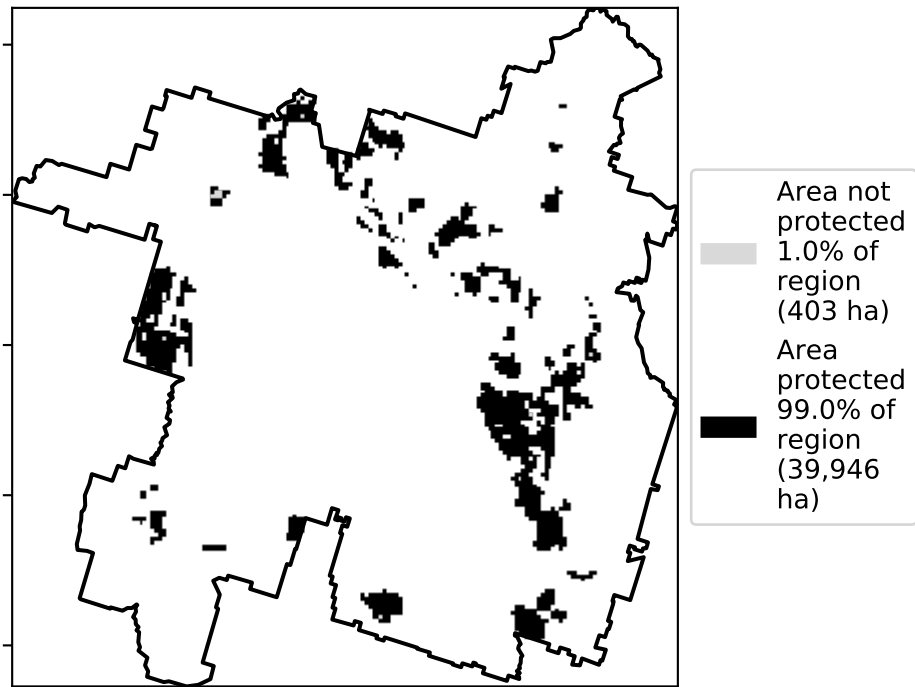 Area not
protected
1.0% of
region
(403 ha)
Area
protected
99.0% of
region
(39,946
ha)